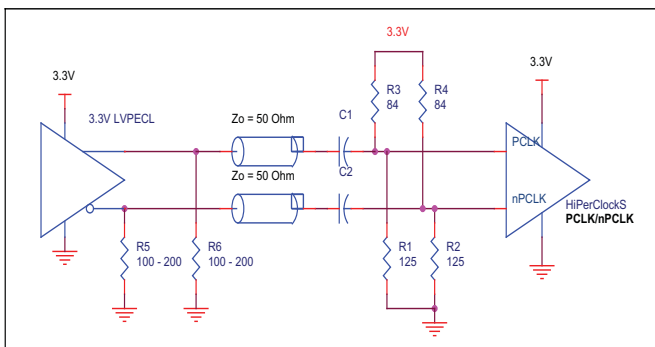 3.3V
3.3V
3.3V
R3
84
R4
84
3.3V LVPECL
Zo = 50 Ohm
C1
PCLK
Zo = 50 Ohm
C2
nPCLK
HiPerClockS
PCLK/nPCLK
R5
100 - 200
R6
100 - 200
R1
125
R2
125